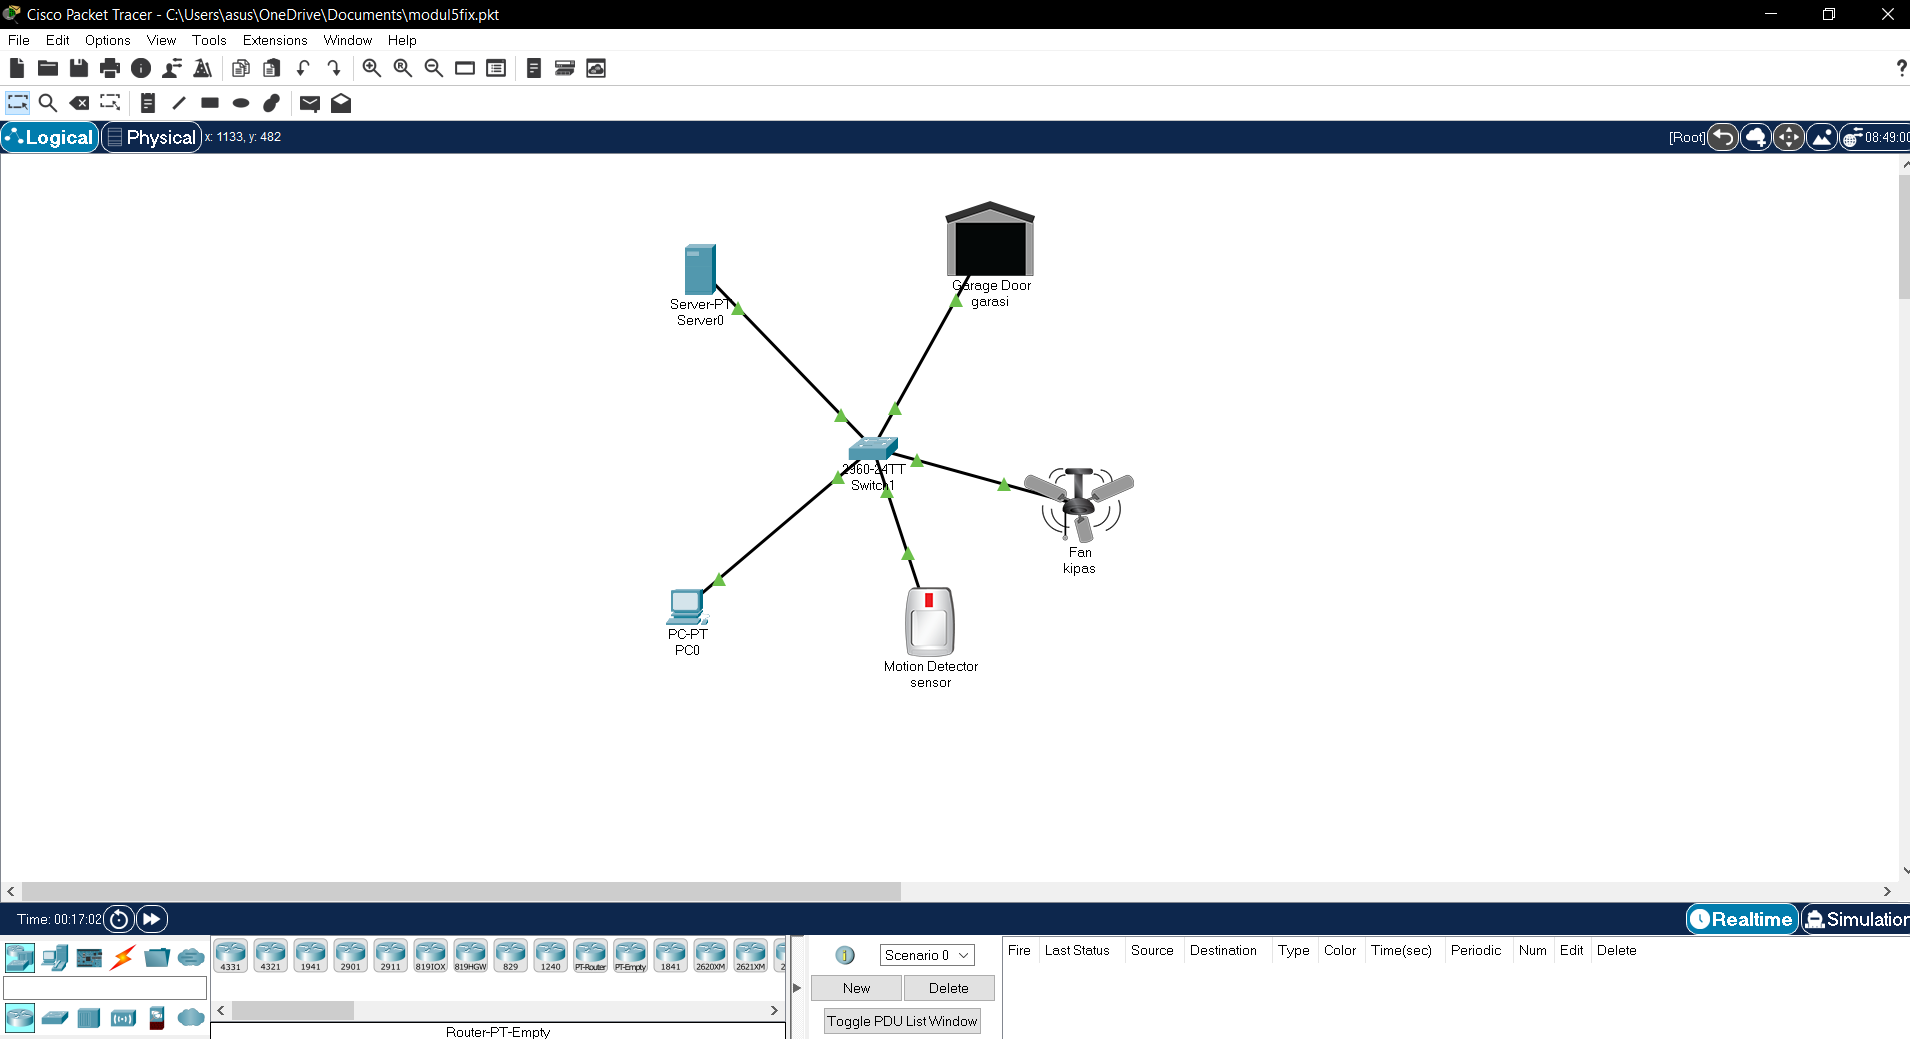 Cisco Packet Tracer - C:\Users\asus\OneDrive\Documents\modul5fix.pkt
File Edit Options View Tools Extensions Window Help
?
Logical Physical x: 1133, y: 482 [Root] 08:49:00
Garage Door
garasi
Server-PT
Server0
2960-24TT
Switch1
Fan
kipas
PC-PT
PC0
Motion Detector
sensor
Time: 00:17:02 Realtime Simulation
4331 4321 1941 2901 2911 819IOX 819HGW 829 1240 PT-Router PT-Empty 1841 2620XM 2621XM 2
Scenario 0
New Delete
Toggle PDU List Window
Fire Last Status Source Destination Type Color Time(sec) Periodic Num Edit Delete
Router-PT-Empty